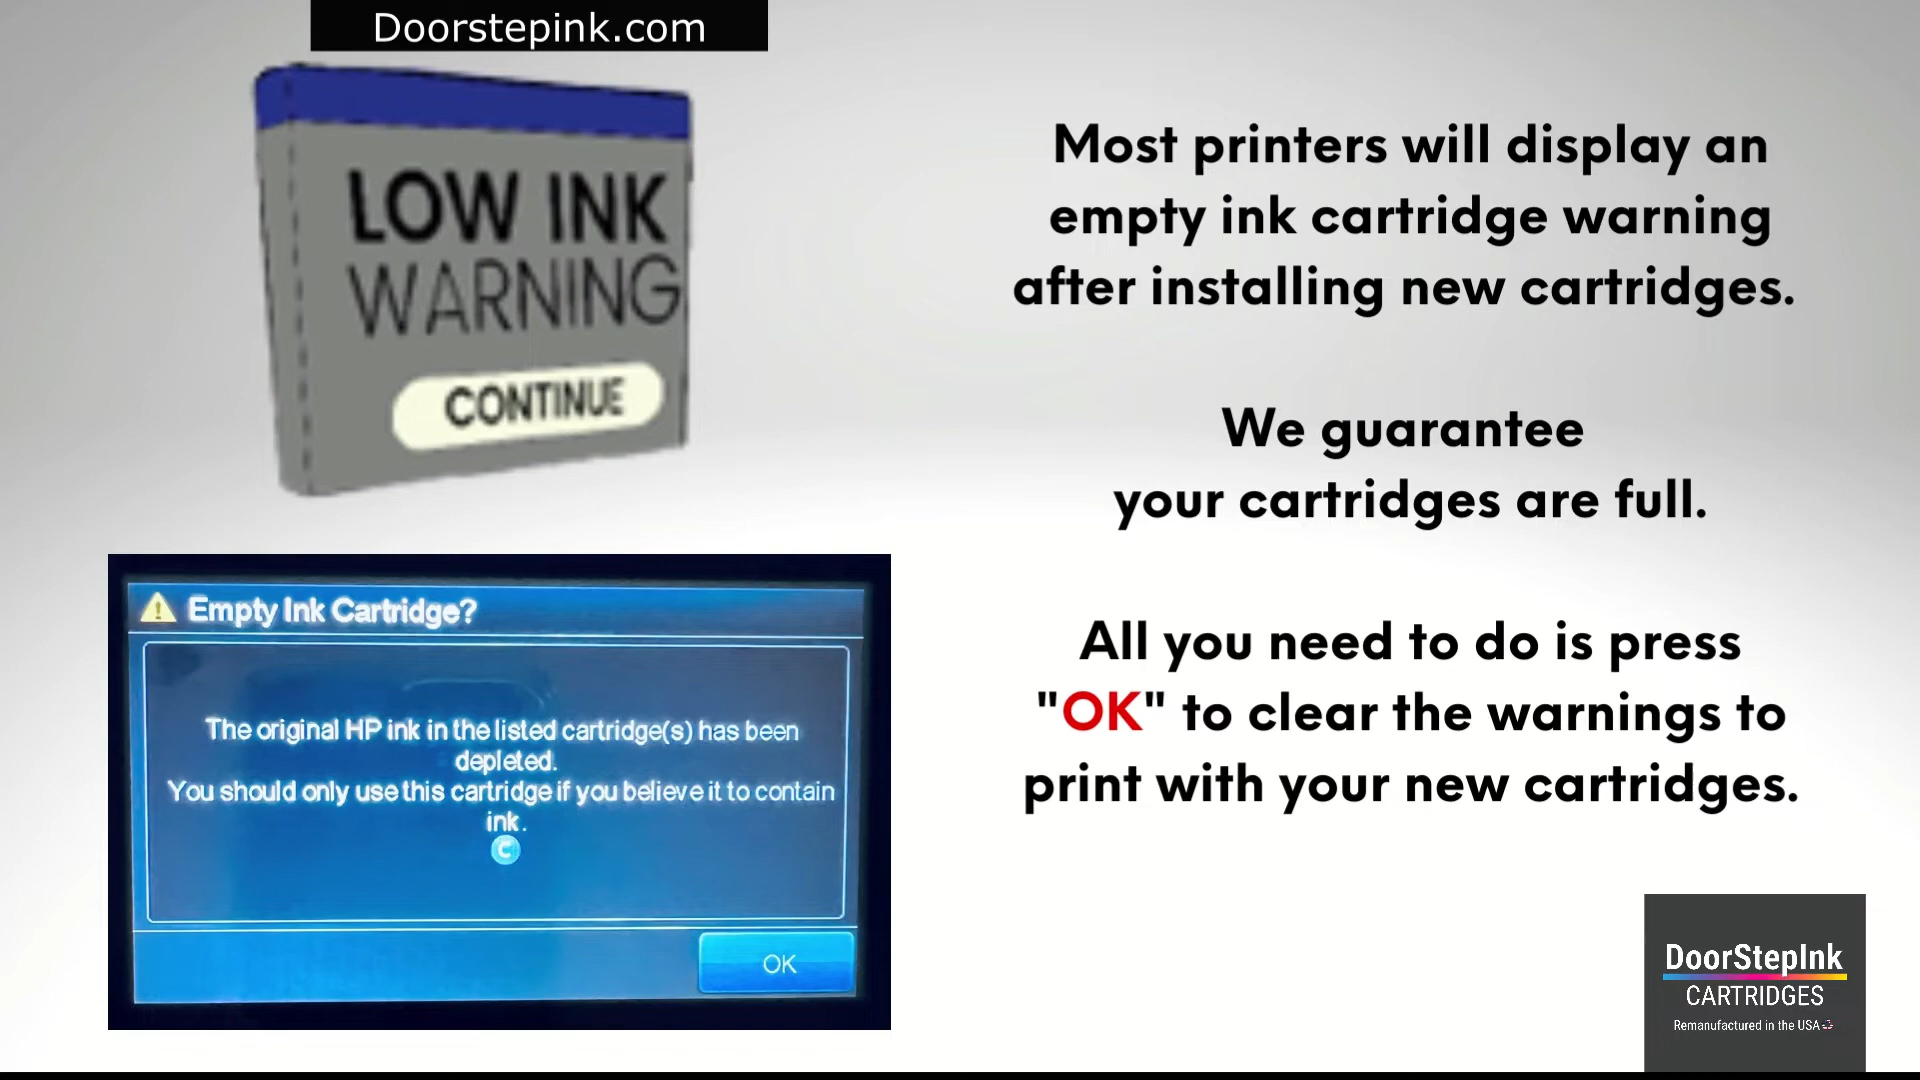 Doorstepink.com
LOW INK
WARNING
CONTINUE
Most printers will display an
empty ink cartridge warning
after installing new cartridges.
We guarantee
your cartridges are full.
All you need to do is press
"OK" to clear the warnings to
print with your new cartridges.
Empty Ink Cartridge?
The original HP ink in the listed cartridge(s) has been
depleted.
You should only use this cartridge if you believe it to contain
ink.
C
OK
DoorStepInk
CARTRIDGES
Remanufactured in the USA